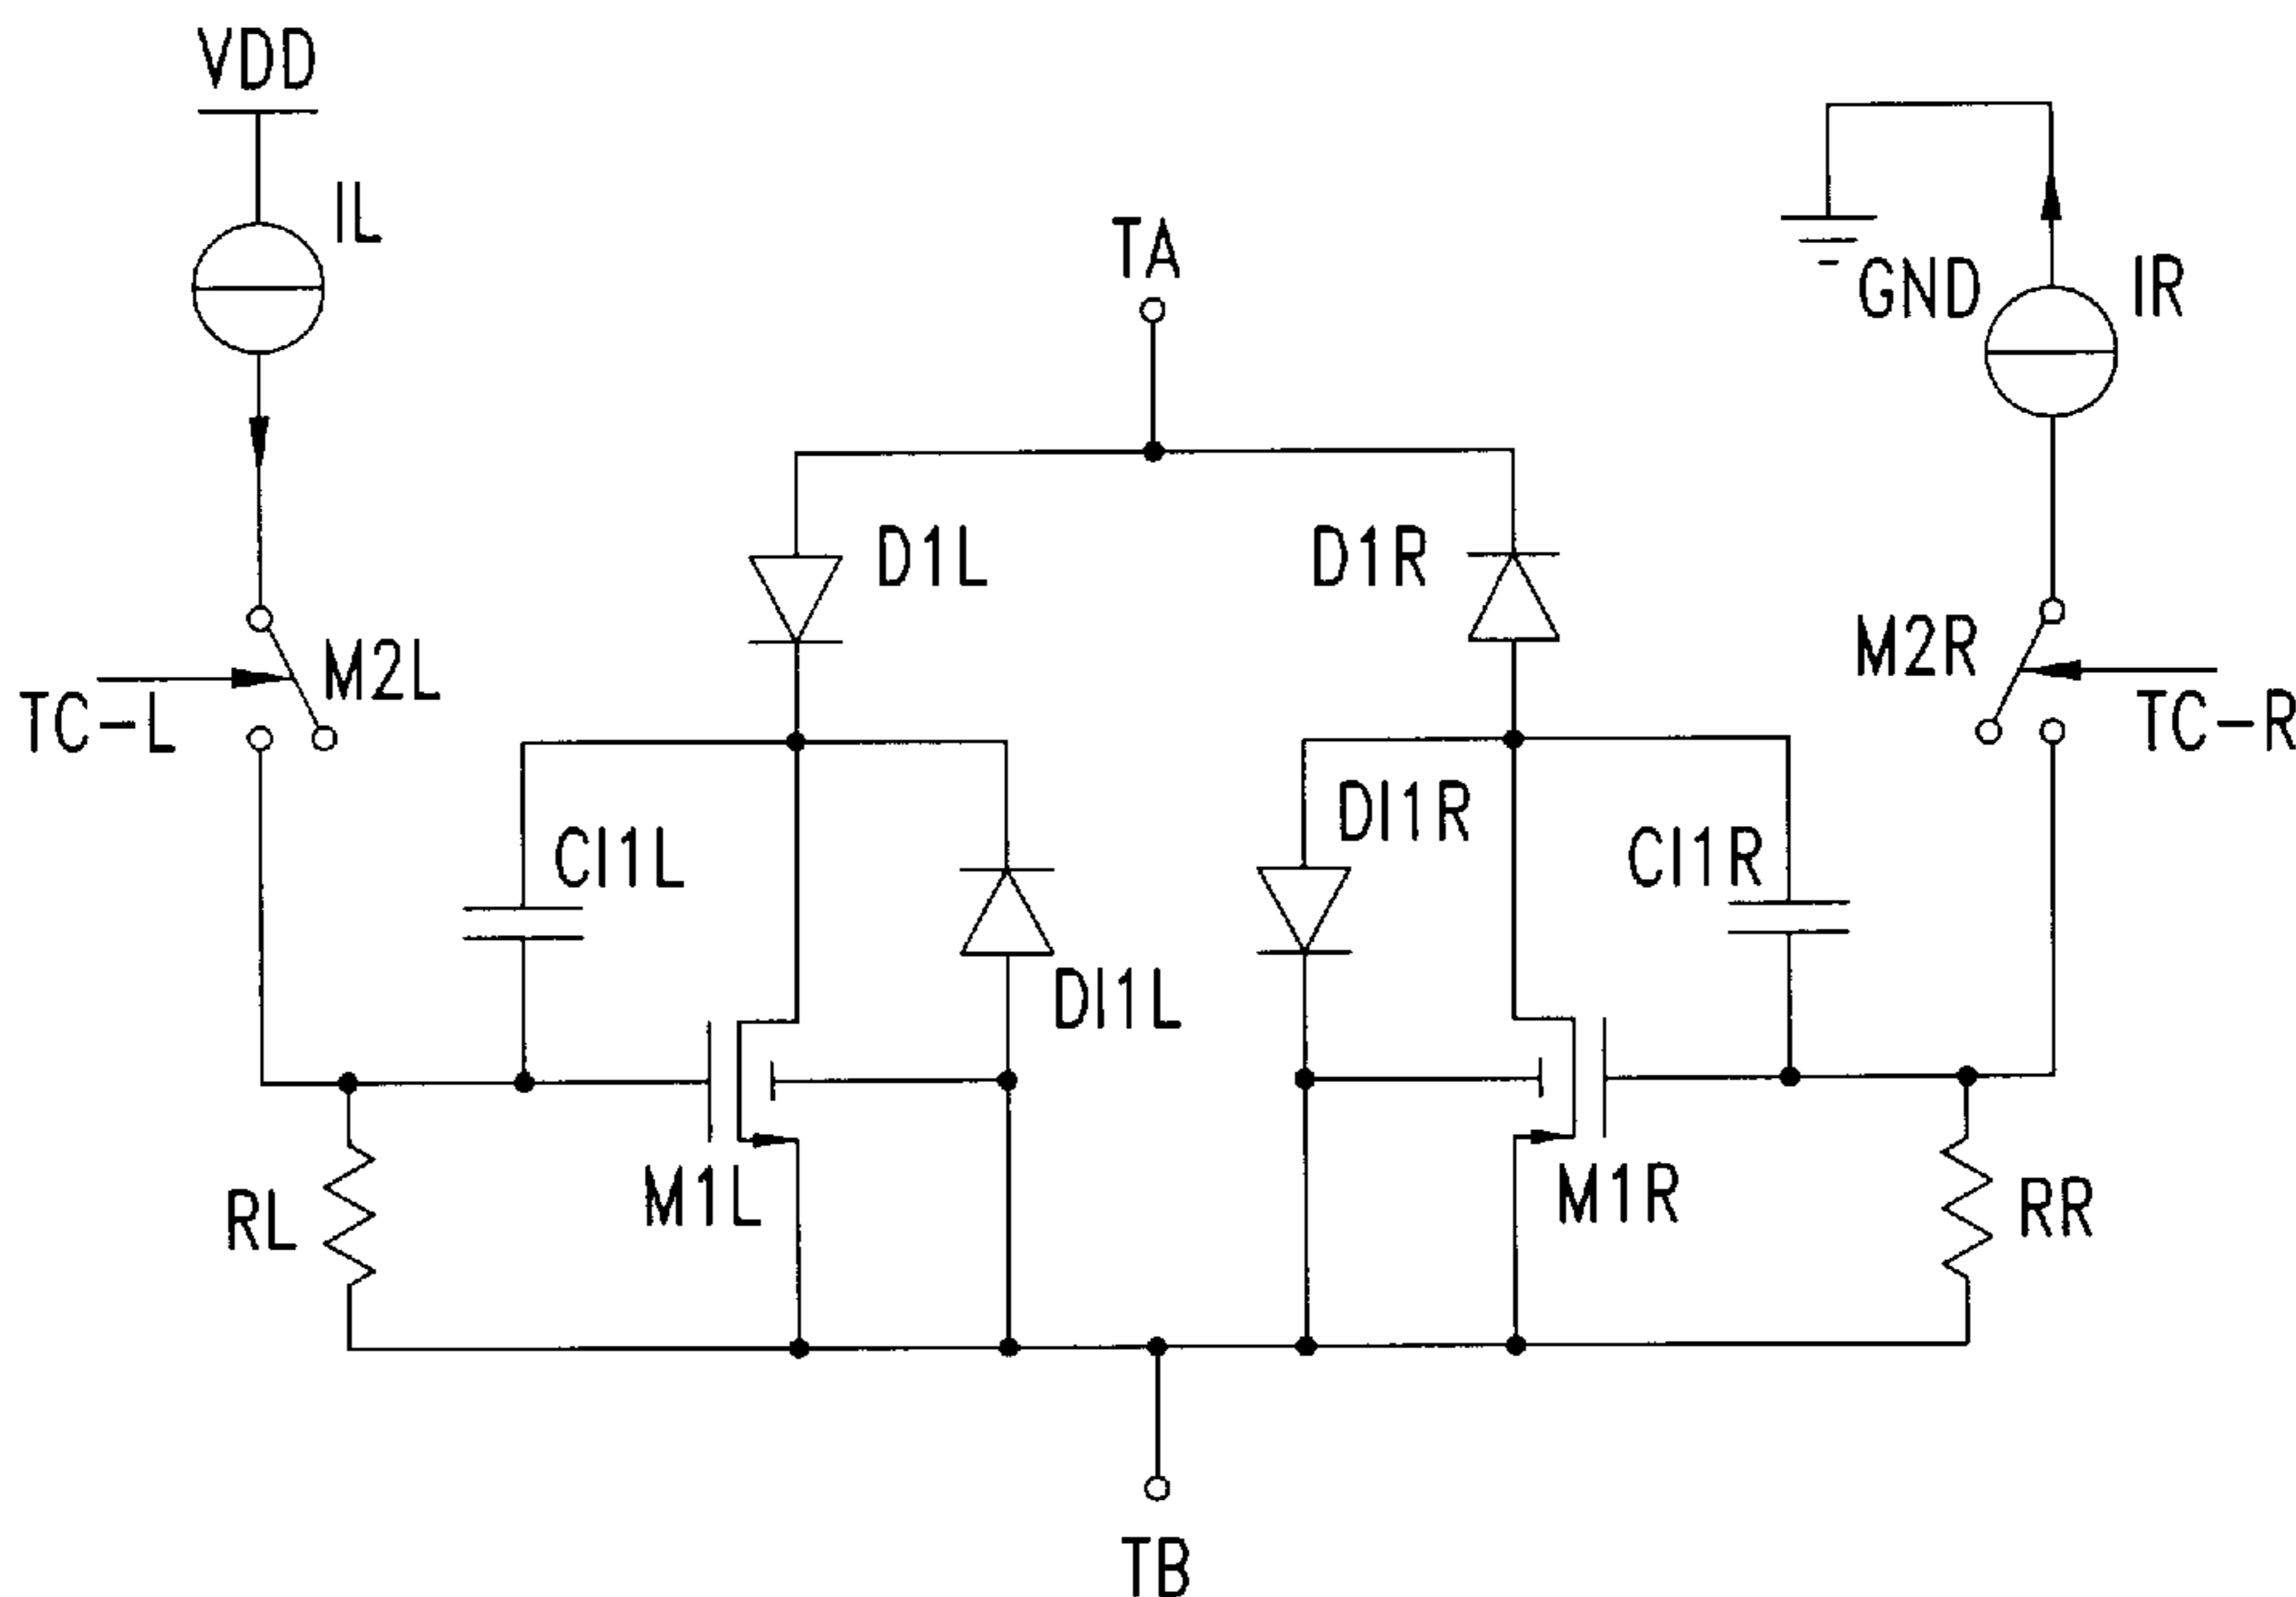 VDD
IL
TA
GND
IR
D1L
D1R
M2L
M2R
TC-L
TC-R
DI1R
CI1L
CI1R
DI1L
M1L
M1R
RL
RR
TB